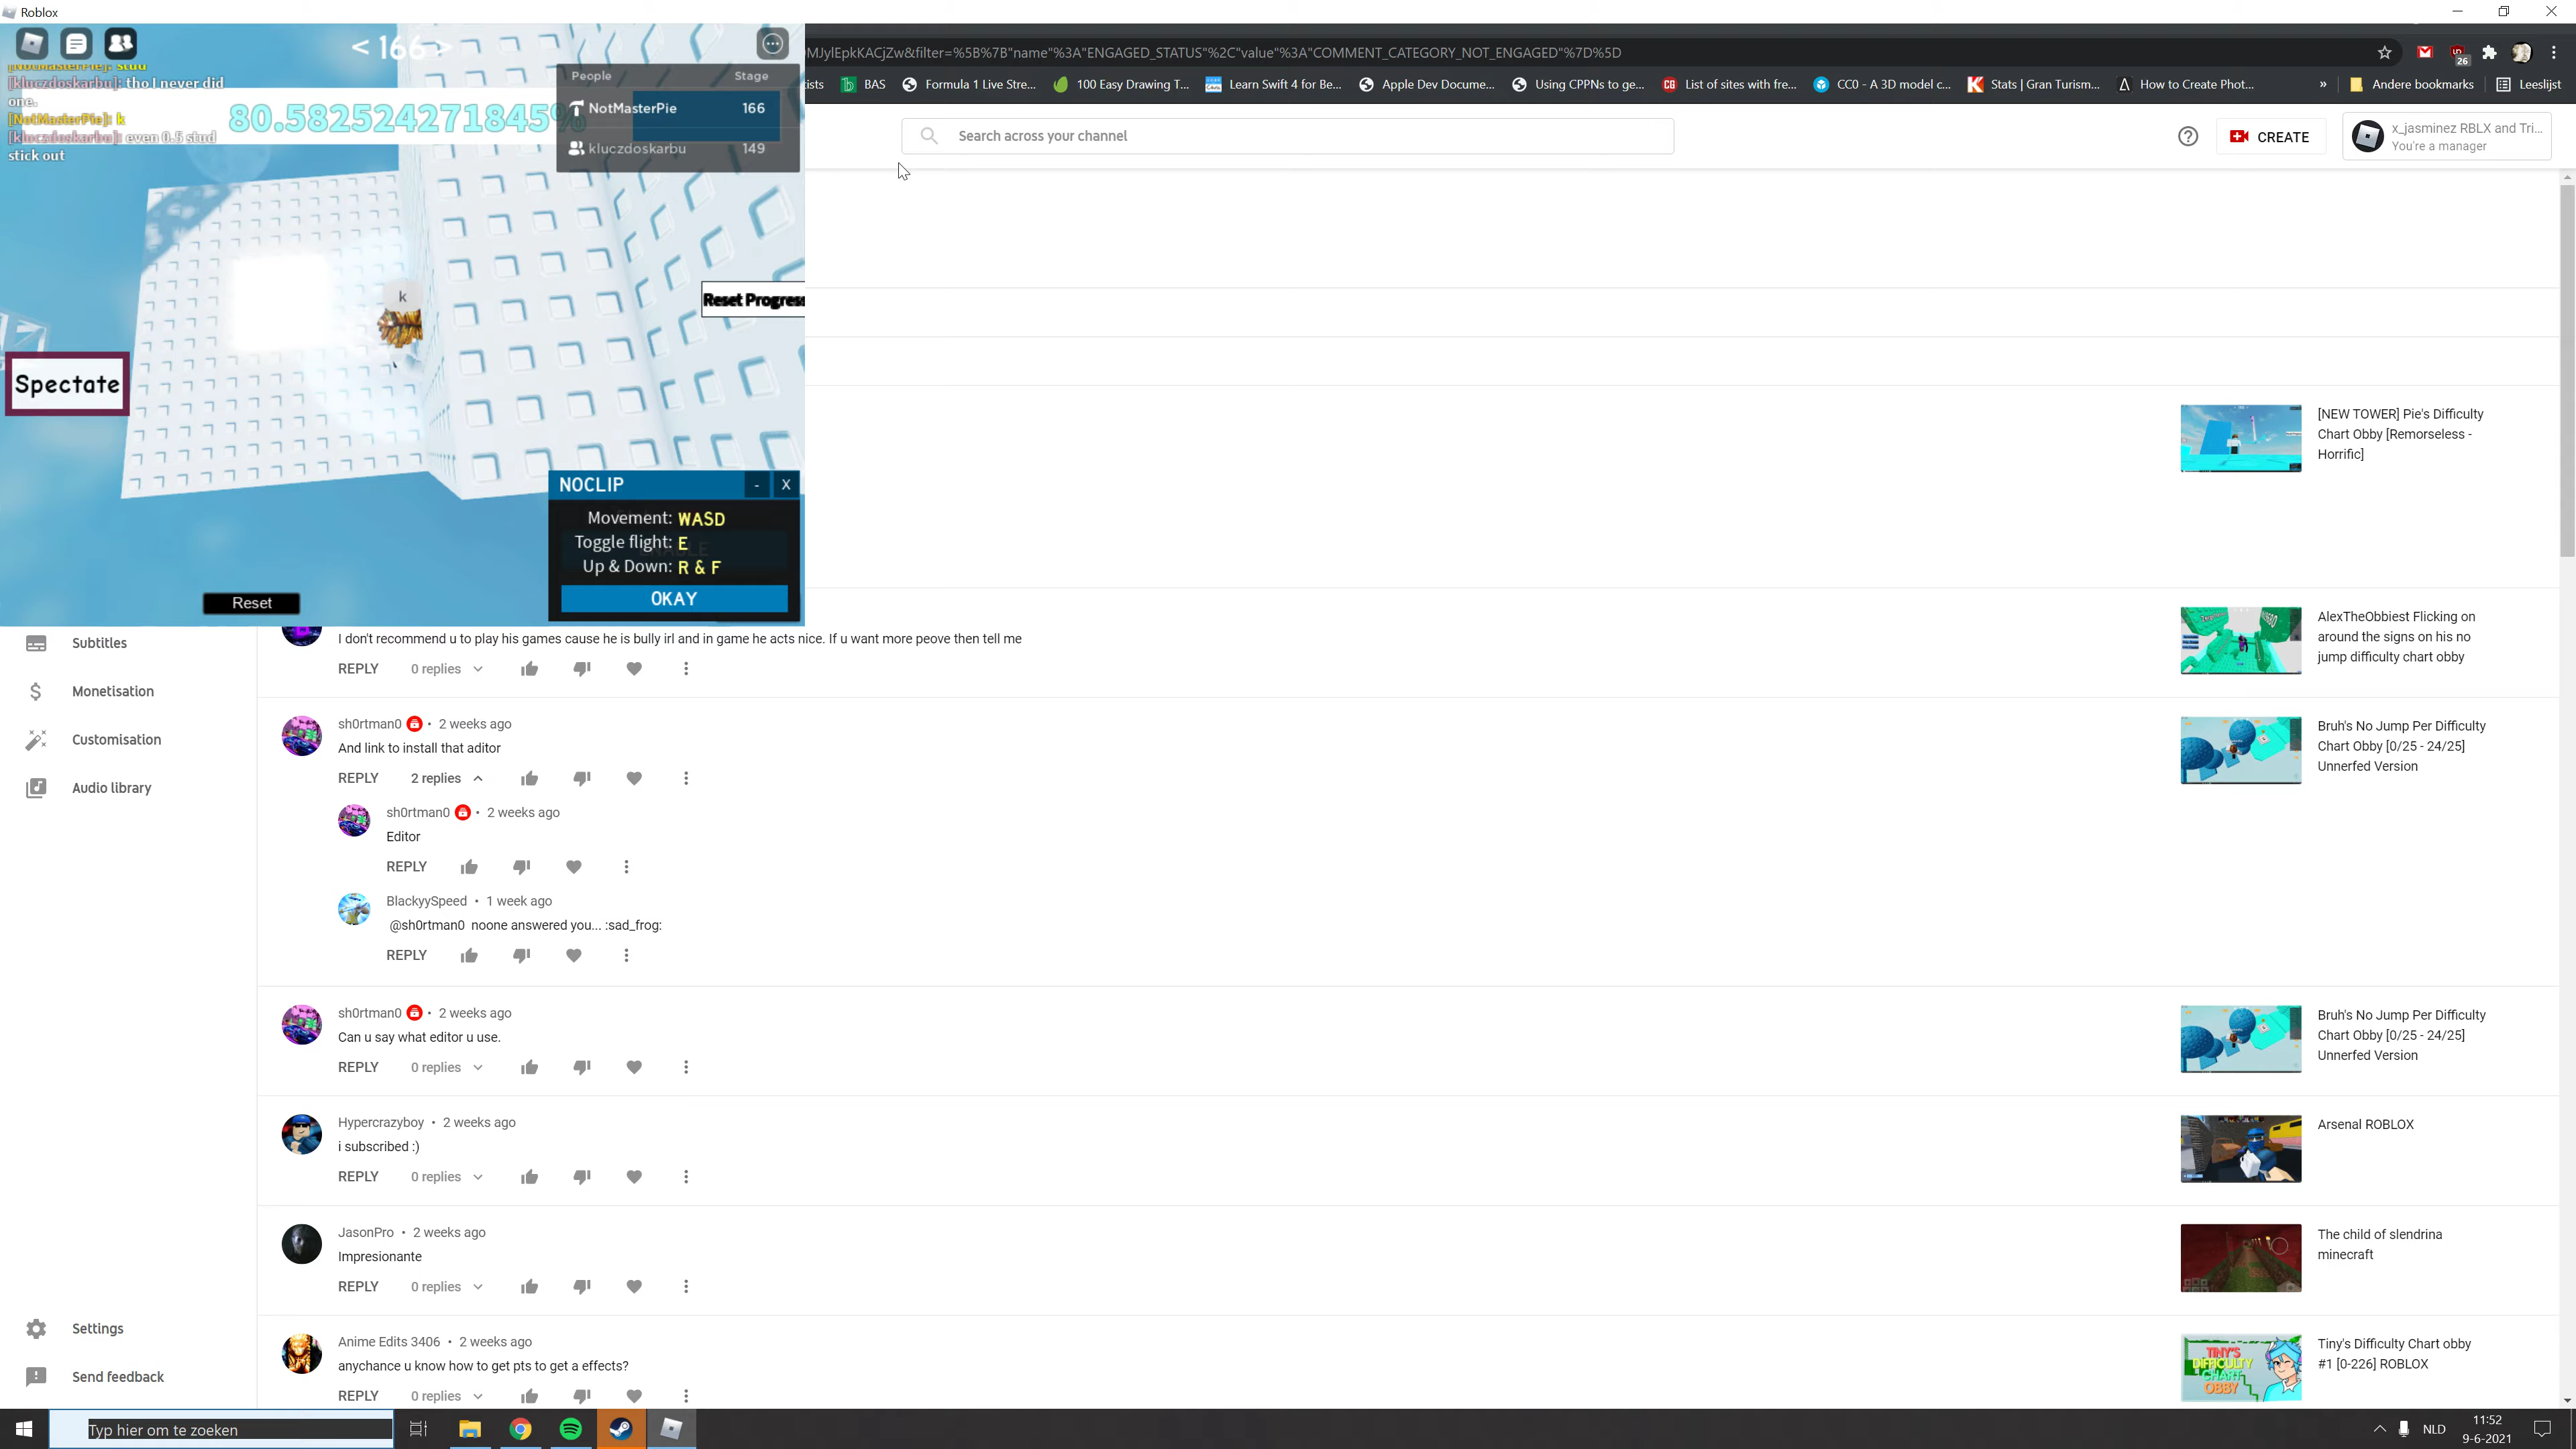 Roblox
< 166 >
[NotMasterPie]: stud
[kluczdoskarbu]: tho I never did
one.
[NotMasterPie]: k
[kluczdoskarbu]: even 0.5 stud
stick out
80.582524271845%
People Stage
NotMasterPie 166
kluczdoskarbu 149
k
Reset Progress
Spectate
NOCLIP - X
Movement: WASD
Toggle flight: E
Up & Down: R & F
OKAY
Reset
MJylEpkKACjZw&filter=%5B%7B"name"%3A"ENGAGED_STATUS"%2C"value"%3A"COMMENT_CATEGORY_NOT_ENGAGED"%7D%5D
26
tists
BAS
Formula 1 Live Stre...
100 Easy Drawing T...
Learn Swift 4 for Be...
Apple Dev Docume...
Using CPPNs to ge...
List of sites with fre...
CC0 - A 3D model c...
Stats | Gran Turism...
How to Create Phot...
»
Andere bookmarks
Leeslijst
Search across your channel
CREATE
x_jasminez RBLX and Tri...
You're a manager
[NEW TOWER] Pie's Difficulty
Chart Obby [Remorseless -
Horrific]
Subtitles
Monetisation
Customisation
Audio library
Settings
Send feedback
I don't recommend u to play his games cause he is bully irl and in game he acts nice. If u want more peove then tell me
REPLY 0 replies
AlexTheObbiest Flicking on
around the signs on his no
jump difficulty chart obby
sh0rtman0 • 2 weeks ago
And link to install that aditor
REPLY 2 replies
Bruh's No Jump Per Difficulty
Chart Obby [0/25 - 24/25]
Unnerfed Version
sh0rtman0 • 2 weeks ago
Editor
REPLY
BlackyySpeed • 1 week ago
@sh0rtman0 noone answered you... :sad_frog:
REPLY
sh0rtman0 • 2 weeks ago
Can u say what editor u use.
REPLY 0 replies
Bruh's No Jump Per Difficulty
Chart Obby [0/25 - 24/25]
Unnerfed Version
Hypercrazyboy • 2 weeks ago
i subscribed :)
REPLY 0 replies
Arsenal ROBLOX
JasonPro • 2 weeks ago
Impresionante
REPLY 0 replies
The child of slendrina
minecraft
Anime Edits 3406 • 2 weeks ago
anychance u know how to get pts to get a effects?
REPLY 0 replies
TINY'S
DIFFICULTY
CHART
OBBY
Tiny's Difficulty Chart obby
#1 [0-226] ROBLOX
Typ hier om te zoeken
NLD
11:52
9-6-2021